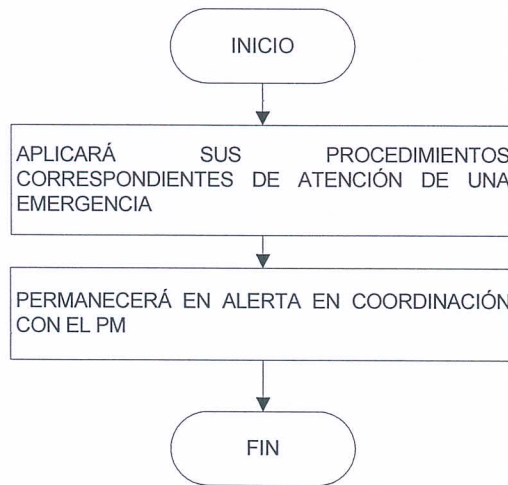 INICIO
APLICARÁ SUS PROCEDIMIENTOS
CORRESPONDIENTES DE ATENCIÓN DE UNA
EMERGENCIA
PERMANECERÁ EN ALERTA EN COORDINACIÓN
CON EL PM
FIN